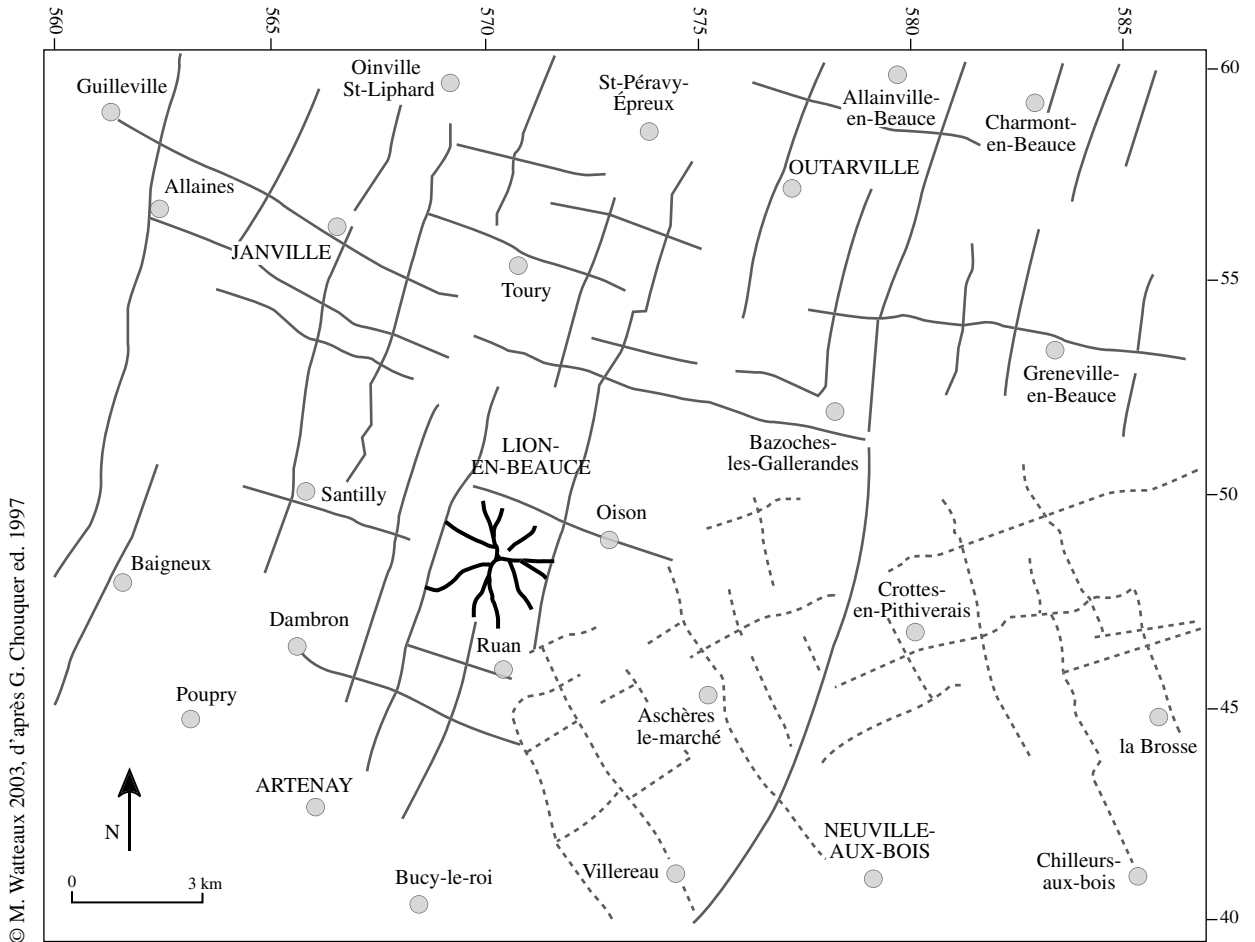 560
565
570
575
580
585
60
Guilleville
Oinville
St-Liphard
St-Péravy-
Épreux
Allainville-
en-Beauce
Charmont-
en-Beauce
OUTARVILLE
Allaines
JANVILLE
Toury
55
Greneville-
en-Beauce
LION-
EN-BEAUCE
Bazoches-
les-Gallerandes
Santilly
Oison
50
Baigneux
Crottes-
en-Pithiverais
Dambron
Ruan
Poupry
Aschères
le-marché
45
la Brosse
ARTENAY
N
NEUVILLE-
AUX-BOIS
Villereau
Chilleurs-
aux-bois
Bucy-le-roi
0 3 km
40
© M. Watteaux 2003, d'après G. Chouquer ed. 1997